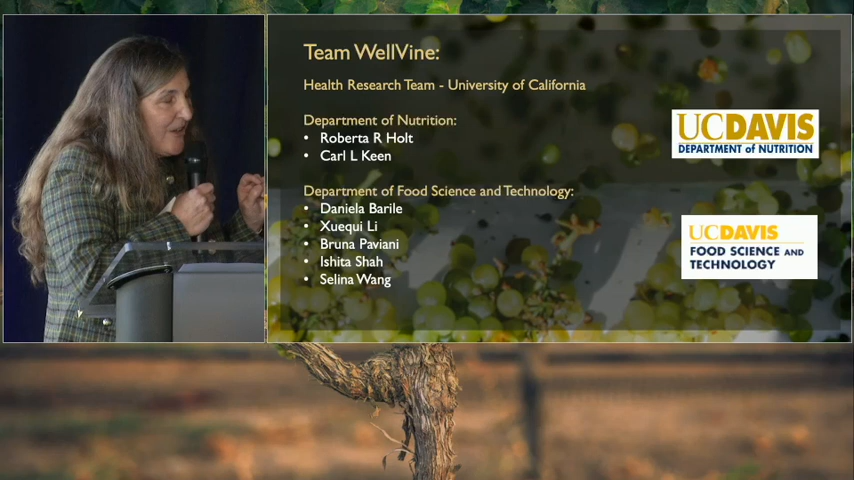 Team WellVine:
Health Research Team - University of California
Department of Nutrition:
• Roberta R Holt
• Carl L Keen
Department of Food Science and Technology:
• Daniela Barile
• Xuequi Li
• Bruna Paviani
• Ishita Shah
• Selina Wang
UCDAVIS
DEPARTMENT of NUTRITION
UCDAVIS
FOOD SCIENCE AND
TECHNOLOGY